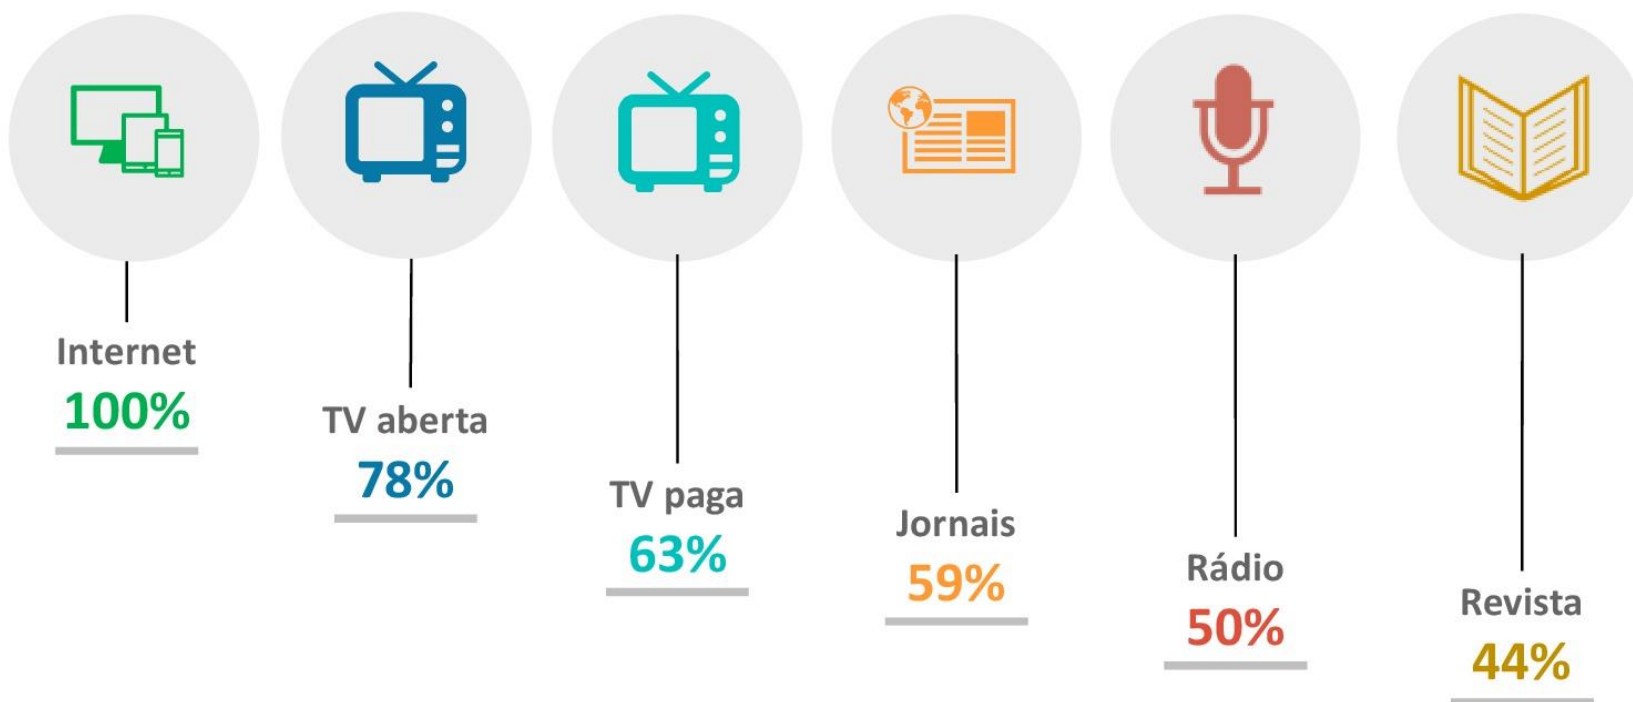 Internet
100%
TV aberta
78%
TV paga
63%
Jornais
59%
Rádio
50%
Revista
44%